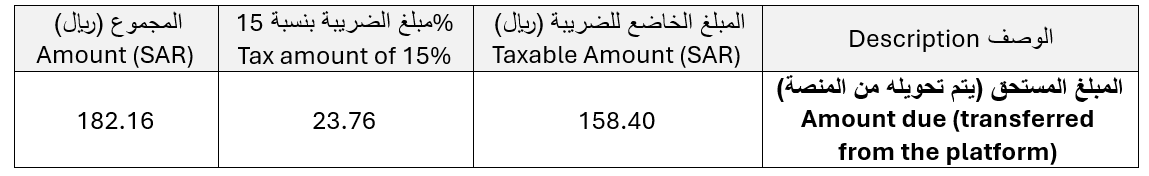 الوصف Description
المبلغ الخاضع للضريبة (ريال)
Taxable Amount (SAR)
مبلغ الضريبة بنسبة 15%
Tax amount of 15%
المجموع (ريال)
Amount (SAR)
المبلغ المستحق (يتم تحويله من المنصة)
Amount due (transferred
from the platform)
158.40
23.76
182.16